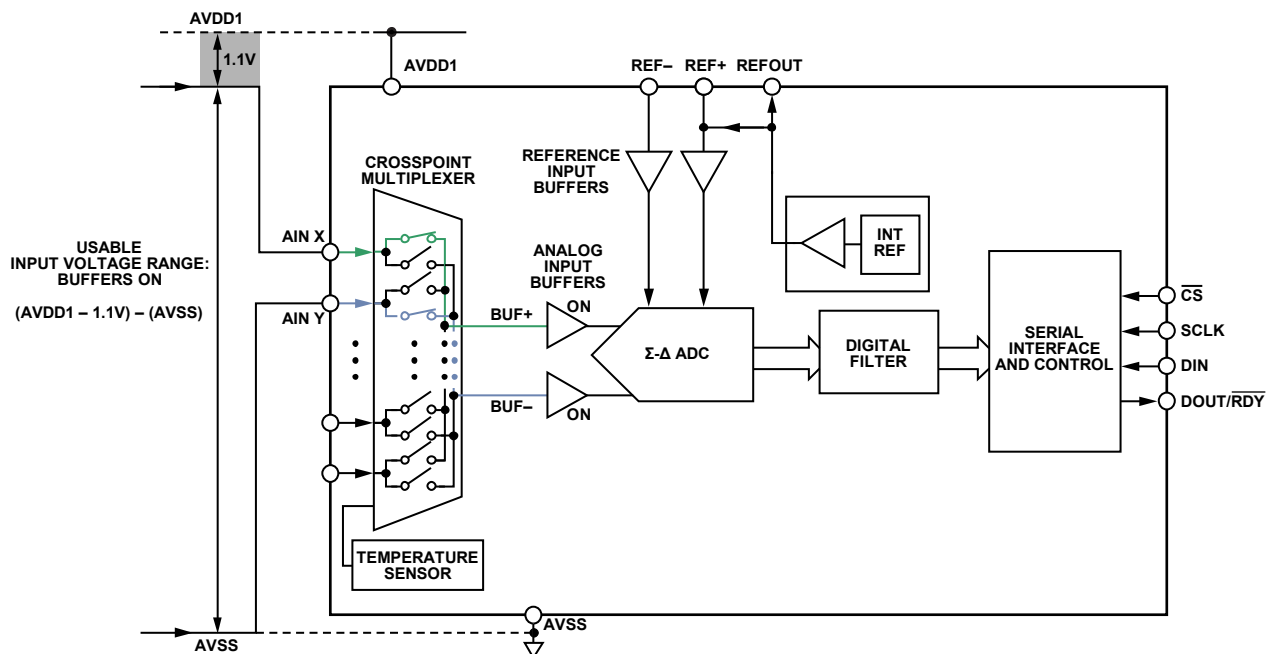 AVDD1
1.1V
AVDD1
REF–
REF+
REFOUT
CROSSPOINT
MULTIPLEXER
REFERENCE
INPUT
BUFFERS
INT
REF
USABLE
INPUT VOLTAGE RANGE:
BUFFERS ON
(AVDD1 – 1.1V) – (AVSS)
AIN X
AIN Y
ANALOG
INPUT
BUFFERS
BUF+
ON
BUF–
ON
Σ-Δ ADC
DIGITAL
FILTER
SERIAL
INTERFACE
AND CONTROL
C̅S̅
SCLK
DIN
DOUT/R̅D̅Y̅
TEMPERATURE
SENSOR
AVSS
AVSS